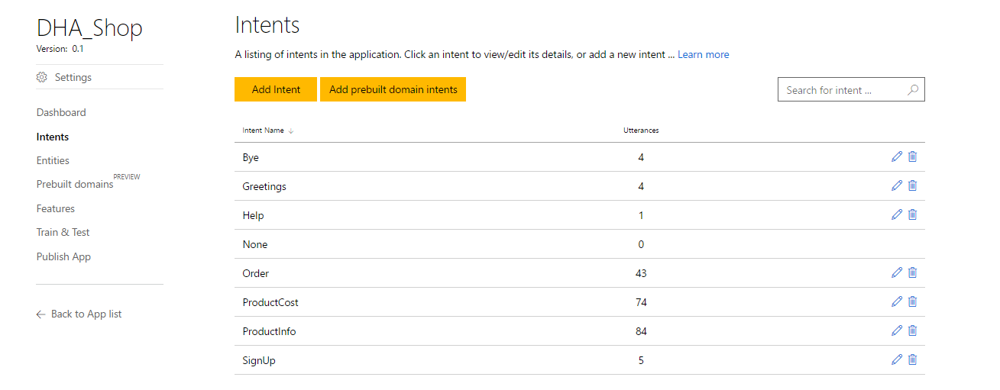 DHA_Shop
Version: 0.1
Settings
Dashboard
Intents
Entities
Prebuilt domains PREVIEW
Features
Train & Test
Publish App
Back to App list
Intents
A listing of intents in the application. Click an intent to view/edit its details, or add a new intent ... Learn more
Add Intent Add prebuilt domain intents Search for intent ...
Intent Name Utterances
Bye 4
Greetings 4
Help 1
None 0
Order 43
ProductCost 74
ProductInfo 84
SignUp 5